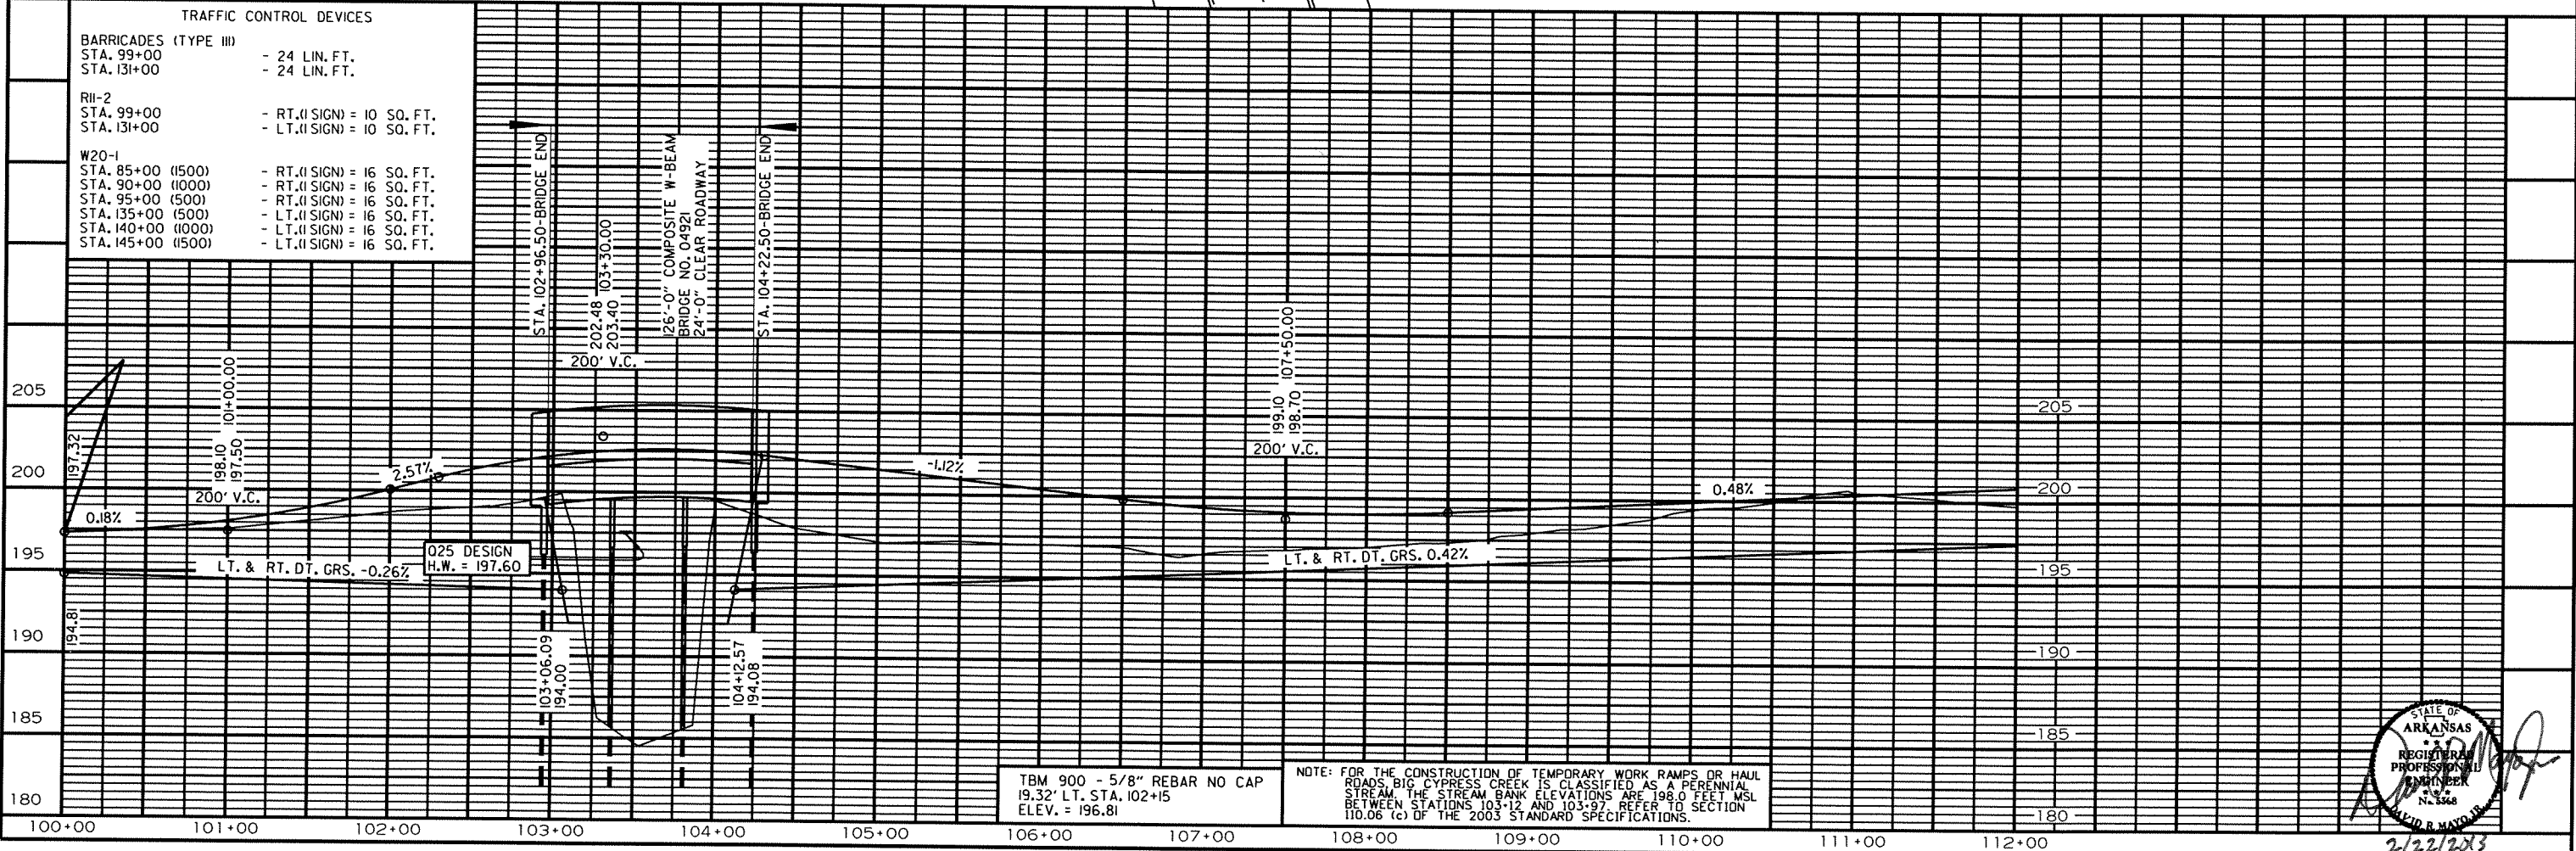 TRAFFIC CONTROL DEVICES
BARRICADES (TYPE III)
STA. 99+00 - 24 LIN. FT.
STA. 131+00 - 24 LIN. FT.
R11-2
STA. 99+00 - RT.(1 SIGN) = 10 SQ. FT.
STA. 131+00 - LT.(1 SIGN) = 10 SQ. FT.
W20-1
STA. 85+00 (1500) - RT.(1 SIGN) = 16 SQ. FT.
STA. 90+00 (1000) - RT.(1 SIGN) = 16 SQ. FT.
STA. 95+00 (500) - RT.(1 SIGN) = 16 SQ. FT.
STA. 135+00 (500) - LT.(1 SIGN) = 16 SQ. FT.
STA. 140+00 (1000) - LT.(1 SIGN) = 16 SQ. FT.
STA. 145+00 (1500) - LT.(1 SIGN) = 16 SQ. FT.
STA. 102+96.50-BRIDGE END
202.48 103+30.00
203.40
200' V.C.
126'-0" COMPOSITE W-BEAM
BRIDGE NO. 04921
24'-0" CLEAR ROADWAY
STA. 104+22.50-BRIDGE END
197.32
198.10 101+00.00
197.50
200' V.C.
199.10 107+50.00
198.70
200' V.C.
0.18%
2.57%
-1.12%
0.48%
LT. & RT. DT. GRS. -0.26%
Q25 DESIGN
H.W. = 197.60
LT. & RT. DT. GRS. 0.42%
194.81
103+06.09
194.00
104+12.57
194.08
205
200
195
190
185
180
205
200
195
190
185
180
TBM 900 - 5/8" REBAR NO CAP
19.32' LT. STA. 102+15
ELEV. = 196.81
NOTE: FOR THE CONSTRUCTION OF TEMPORARY WORK RAMPS OR HAUL
ROADS, BIG CYPRESS CREEK IS CLASSIFIED AS A PERENNIAL
STREAM. THE STREAM BANK ELEVATIONS ARE 198.0 FEET MSL
BETWEEN STATIONS 103+12 AND 103+97. REFER TO SECTION
110.06 (c) OF THE 2003 STANDARD SPECIFICATIONS.
STATE OF
ARKANSAS
REGISTERED
PROFESSIONAL
ENGINEER
No. 5368
DAVID R. MAYO, JR.
2/22/2013
100+00 101+00 102+00 103+00 104+00 105+00 106+00 107+00 108+00 109+00 110+00 111+00 112+00